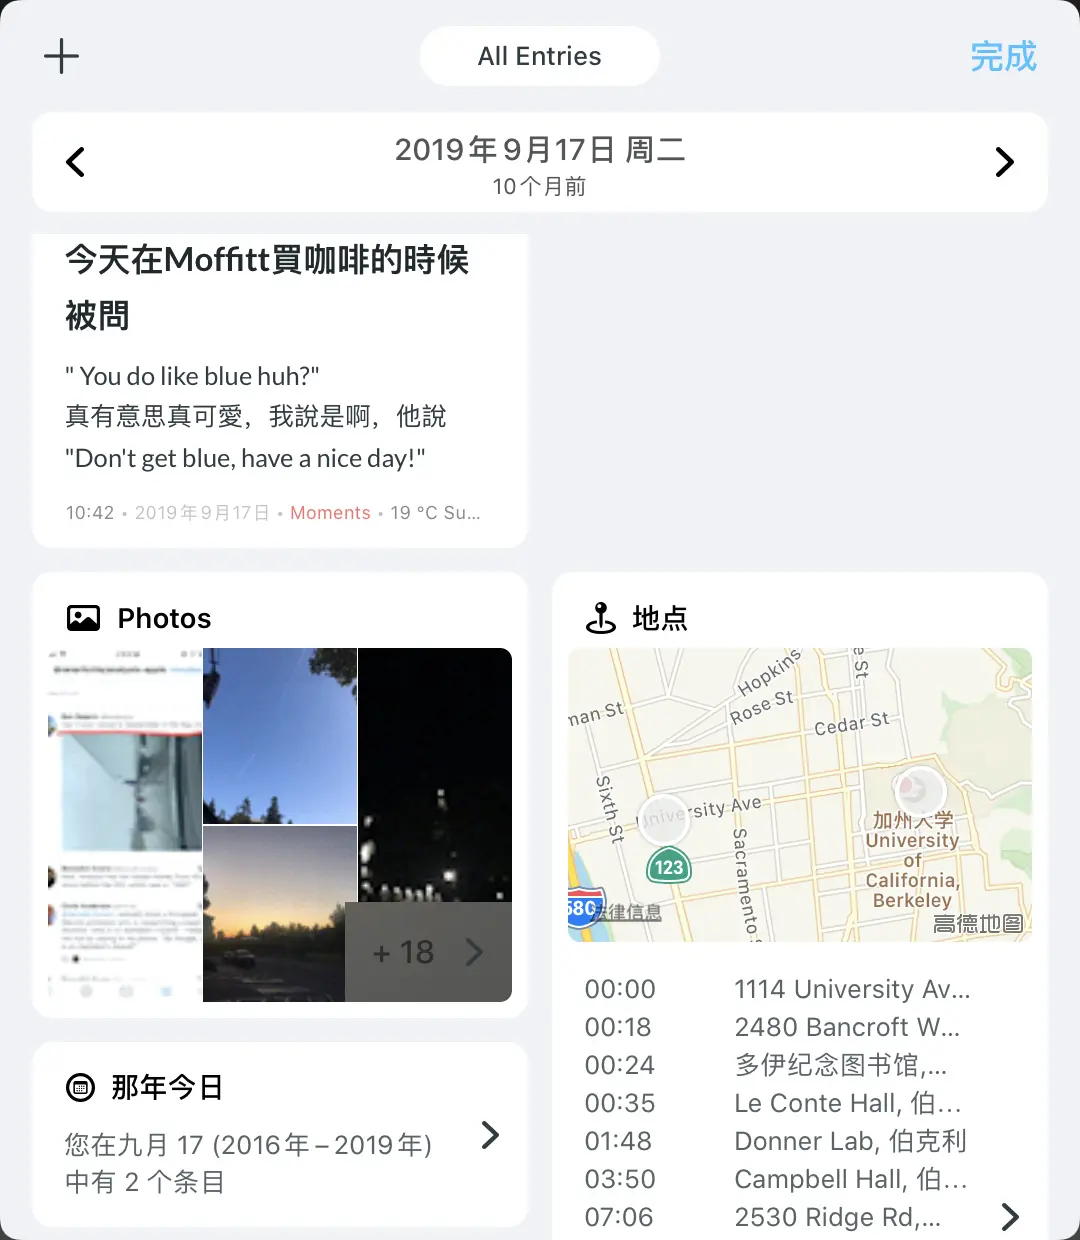 All Entries
完成
2019年9月17日 周二
10个月前
今天在Moffitt買咖啡的時候
被問
" You do like blue huh?"
真有意思真可愛，我說是啊，他說
"Don't get blue, have a nice day!"
10:42 • 2019年9月17日 • Moments • 19 °C Su...
Photos
+ 18
地点
Hopkins
e St
man St
Rose St
Cedar St
Sixth St
University Ave
Sacramento S
123
580
加州大学
University
of
California,
Berkeley
法律信息
高德地图
00:00 1114 University Av...
00:18 2480 Bancroft W...
00:24 多伊纪念图书馆,...
00:35 Le Conte Hall, 伯...
01:48 Donner Lab, 伯克利
03:50 Campbell Hall, 伯...
07:06 2530 Ridge Rd,...
那年今日
您在九月 17 (2016年 – 2019年)
中有 2 个条目